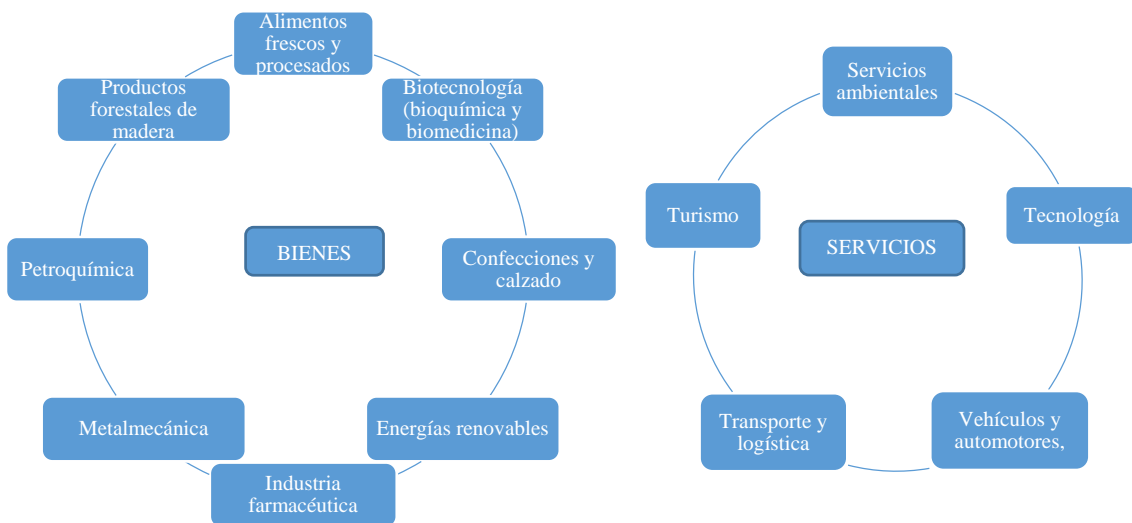 Alimentos
frescos y
procesados
Biotecnología
(bioquímica y
biomedicina)
Confecciones y
calzado
Energías renovables
Industria
farmacéutica
Metalmecánica
Petroquímica
Productos
forestales de
madera
BIENES
Servicios
ambientales
Tecnología
Vehículos y
automotores,
Transporte y
logística
Turismo
SERVICIOS